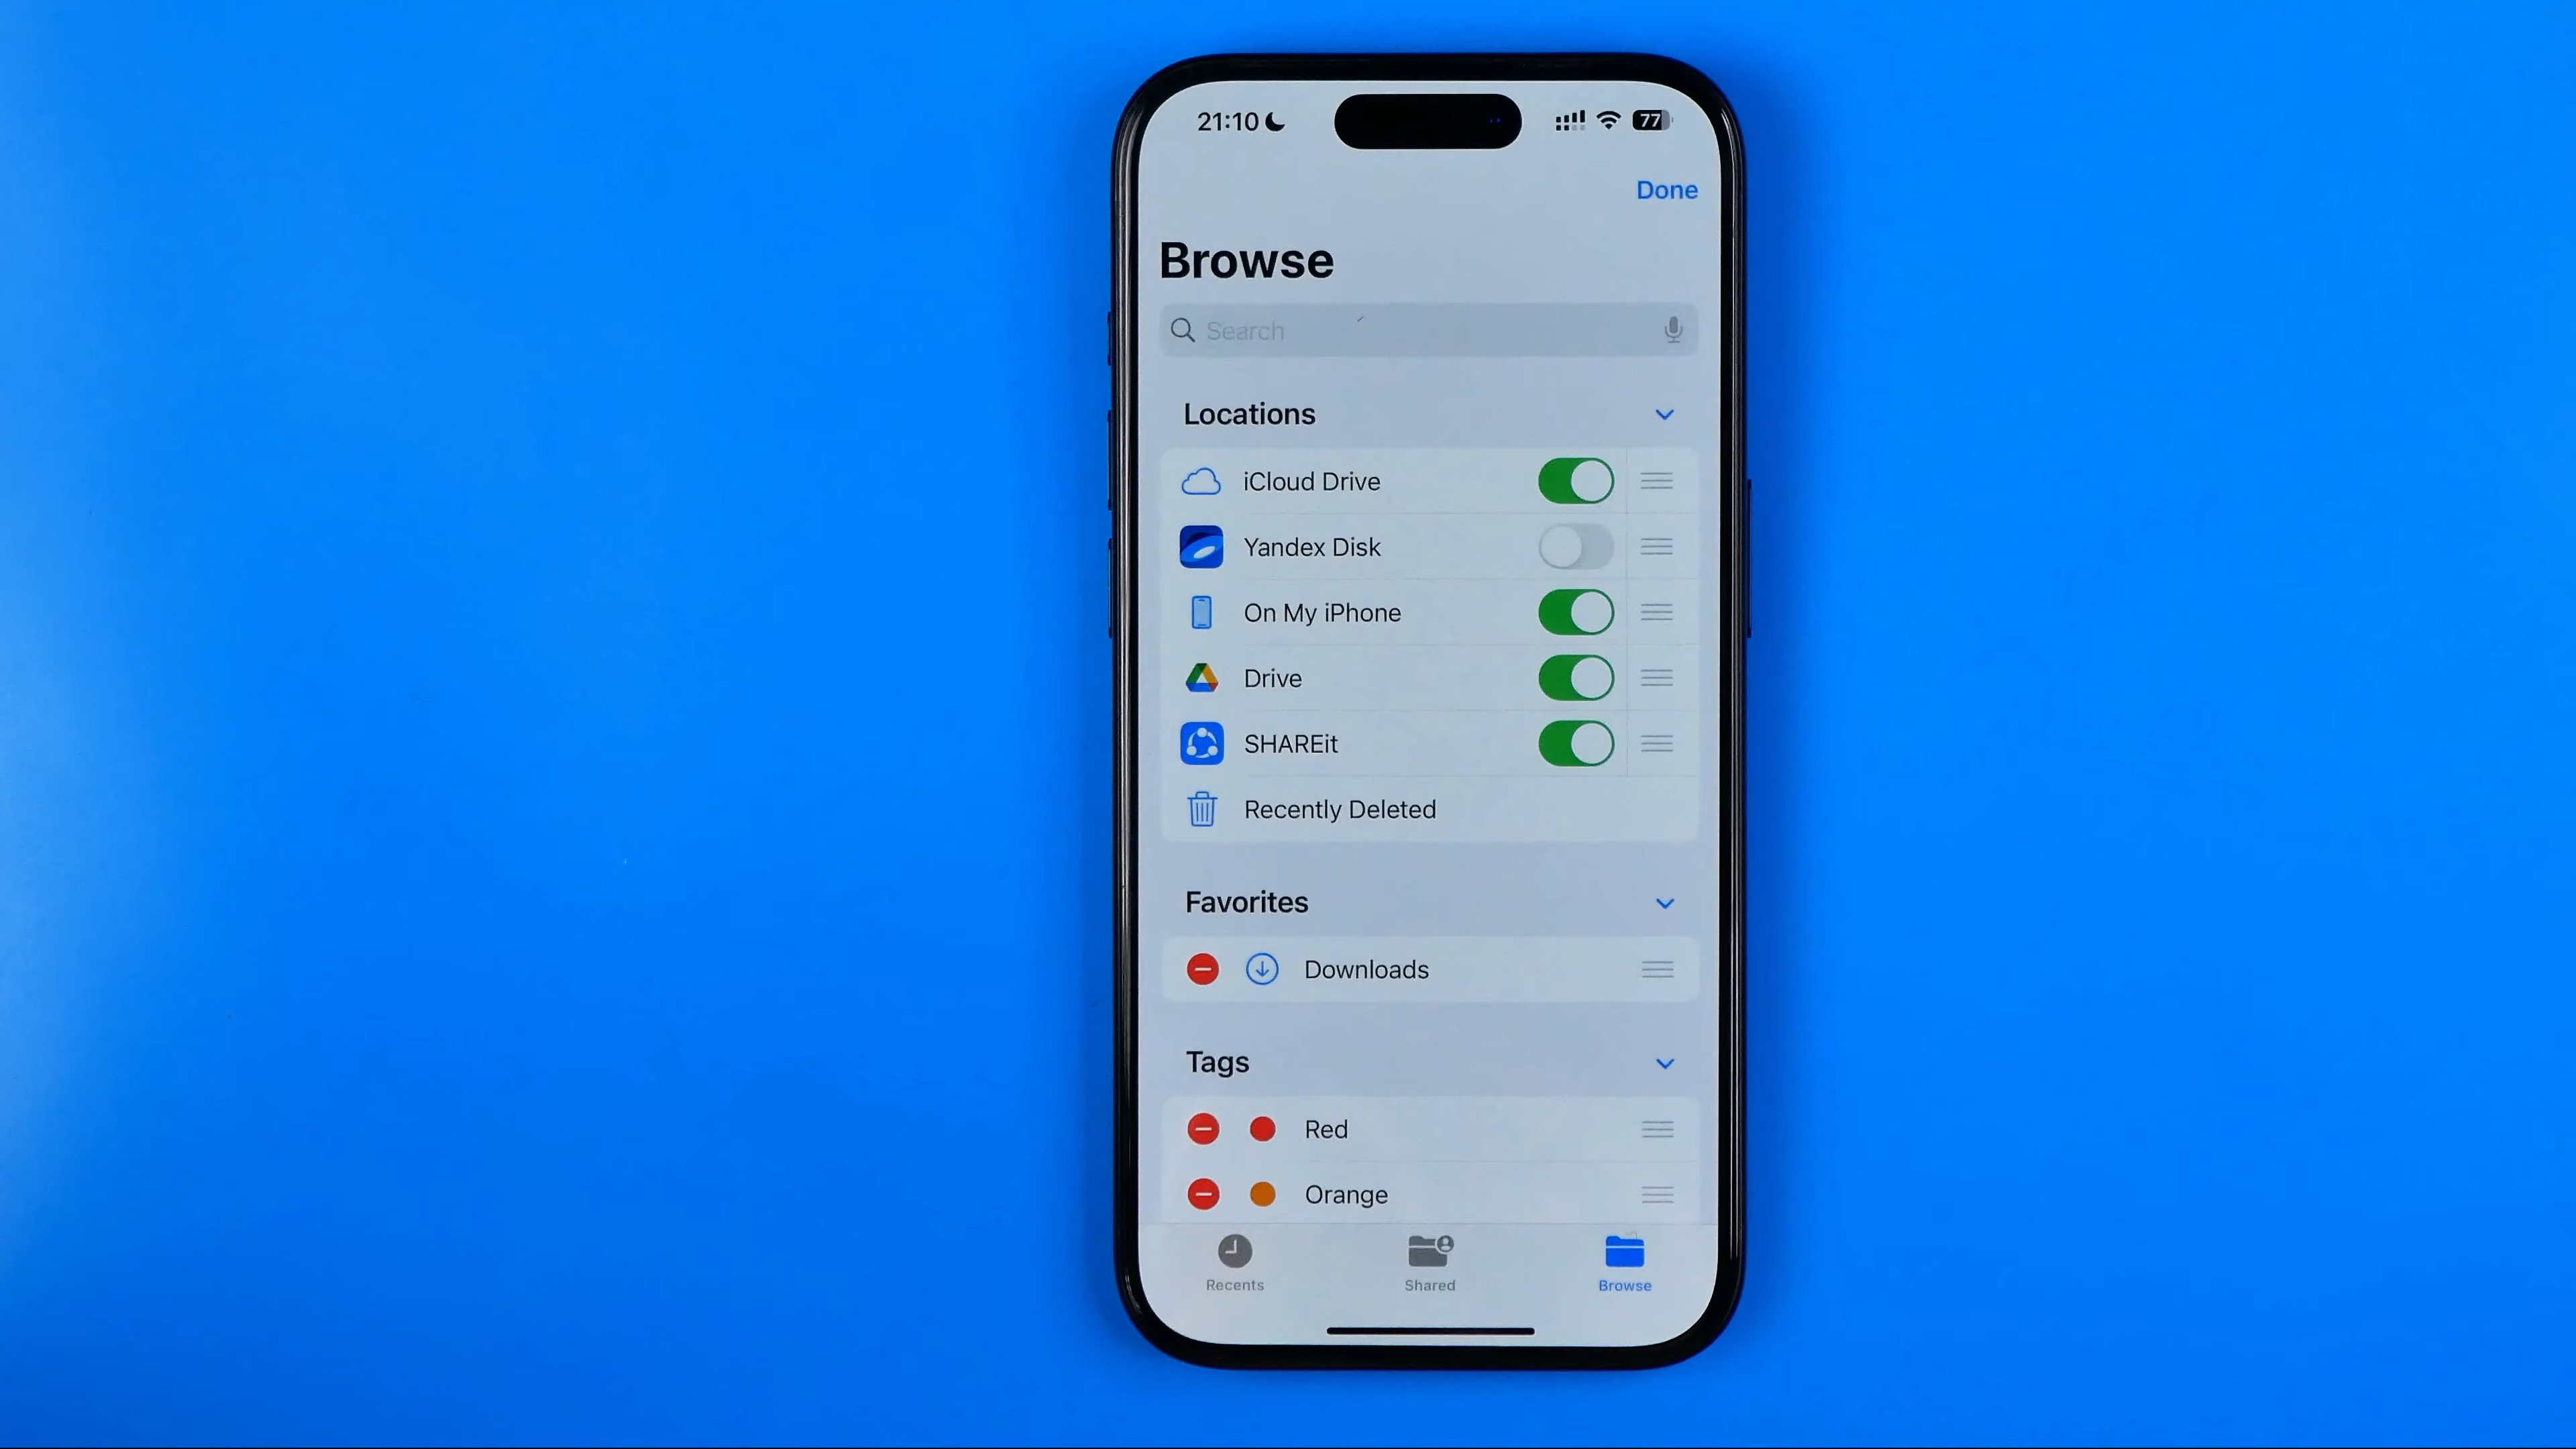 21:10
77
Done
Browse
Search
Locations
iCloud Drive
Yandex Disk
On My iPhone
Drive
SHAREit
Recently Deleted
Favorites
Downloads
Tags
Red
Orange
Recents
Shared
Browse